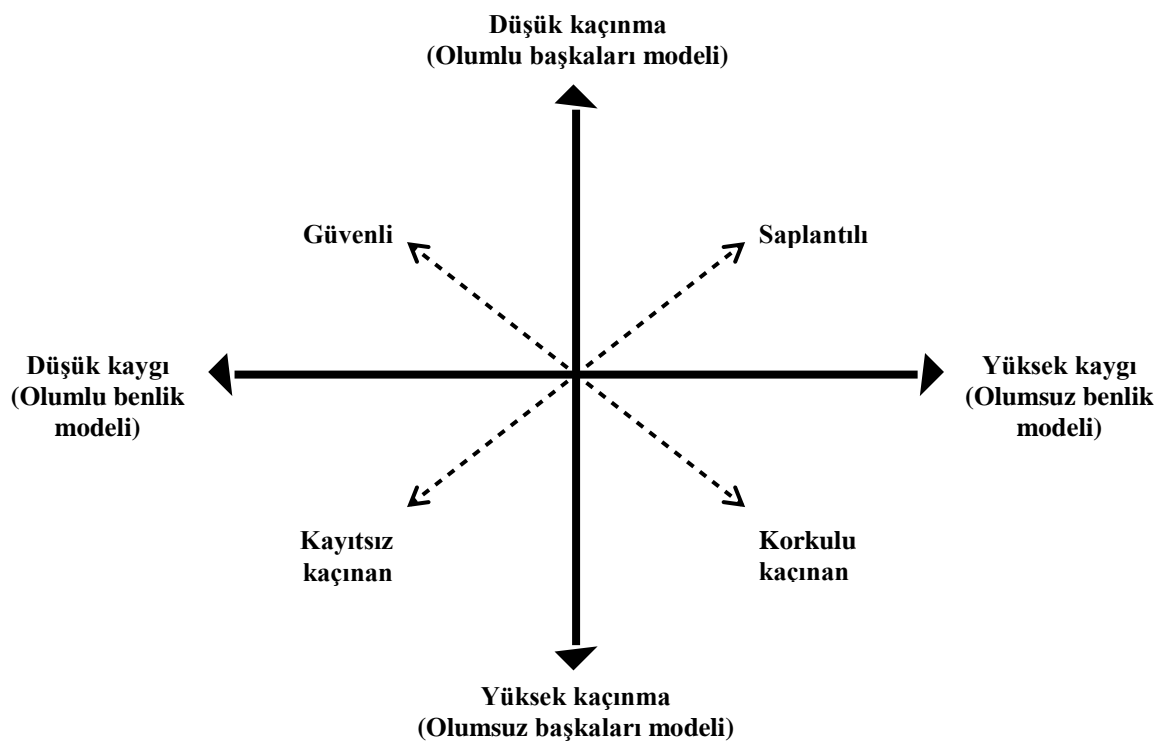 Düşük kaçınma
(Olumlu başkaları modeli)
Güvenli
Saplantılı
Düşük kaygı
(Olumlu benlik
modeli)
Yüksek kaygı
(Olumsuz benlik
modeli)
Kayıtsız
kaçınan
Korkulu
kaçınan
Yüksek kaçınma
(Olumsuz başkaları modeli)